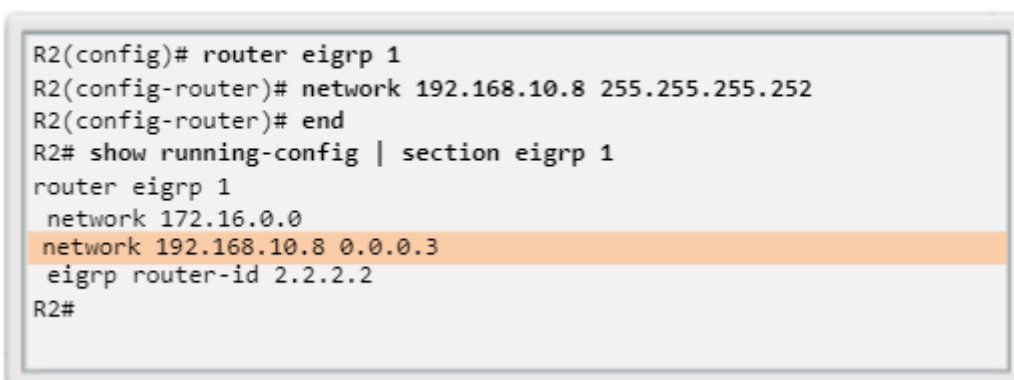 R2(config)# router eigrp 1
R2(config-router)# network 192.168.10.8 255.255.255.252
R2(config-router)# end
R2# show running-config | section eigrp 1
router eigrp 1
network 172.16.0.0
network 192.168.10.8 0.0.0.3
eigrp router-id 2.2.2.2
R2#